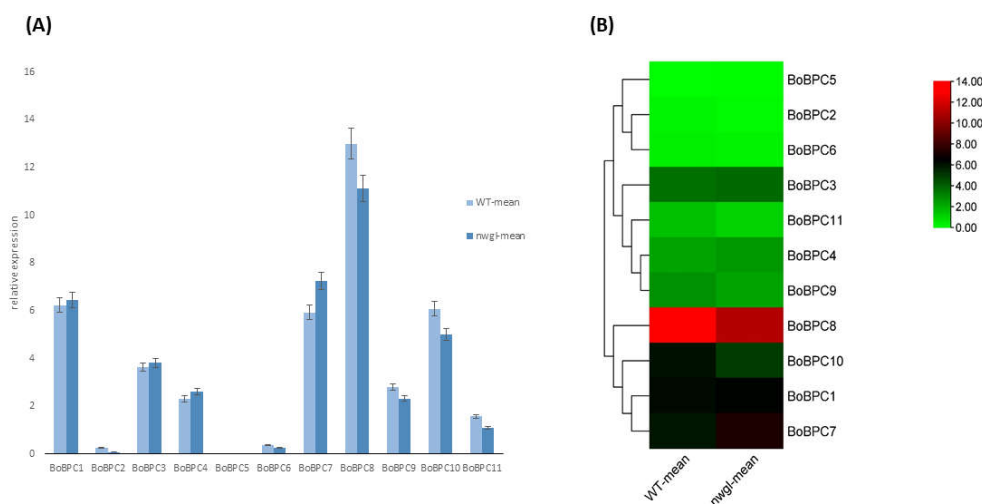 (A)
(B)
relative expression
16
14
12
10
8
6
4
2
0
BoBPC1 BoBPC2 BoBPC3 BoBPC4 BoBPC5 BoBPC6 BoBPC7 BoBPC8 BoBPC9 BoBPC10 BoBPC11
WT-mean
nwgl-mean
BoBPC5
BoBPC2
BoBPC6
BoBPC3
BoBPC11
BoBPC4
BoBPC9
BoBPC8
BoBPC10
BoBPC1
BoBPC7
WT-mean
nwgl-mean
14.00
12.00
10.00
8.00
6.00
4.00
2.00
0.00